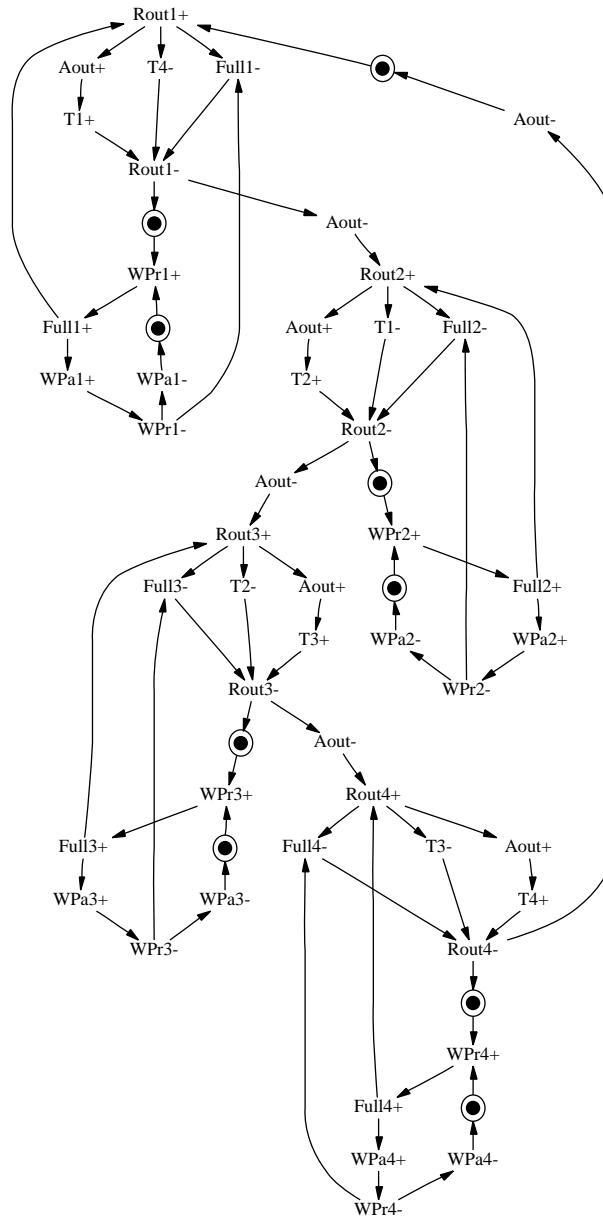 Rout1+
Aout+ T4- Full1-
T1+ Aout-
Rout1-
Aout-
WPr1+ Rout2+
Full1+ Aout+ T1- Full2-
WPa1+ WPa1- T2+
WPr1- Rout2-
Aout-
Rout3+ WPr2+
Full3- T2- Aout+ Full2+
T3+ WPa2- WPa2+
Rout3- WPr2-
Aout-
WPr3+ Rout4+
Full3+ Full4- T3- Aout+
WPa3+ WPa3- T4+
WPr3- Rout4-
WPr4+
Full4+
WPa4+ WPa4-
WPr4-